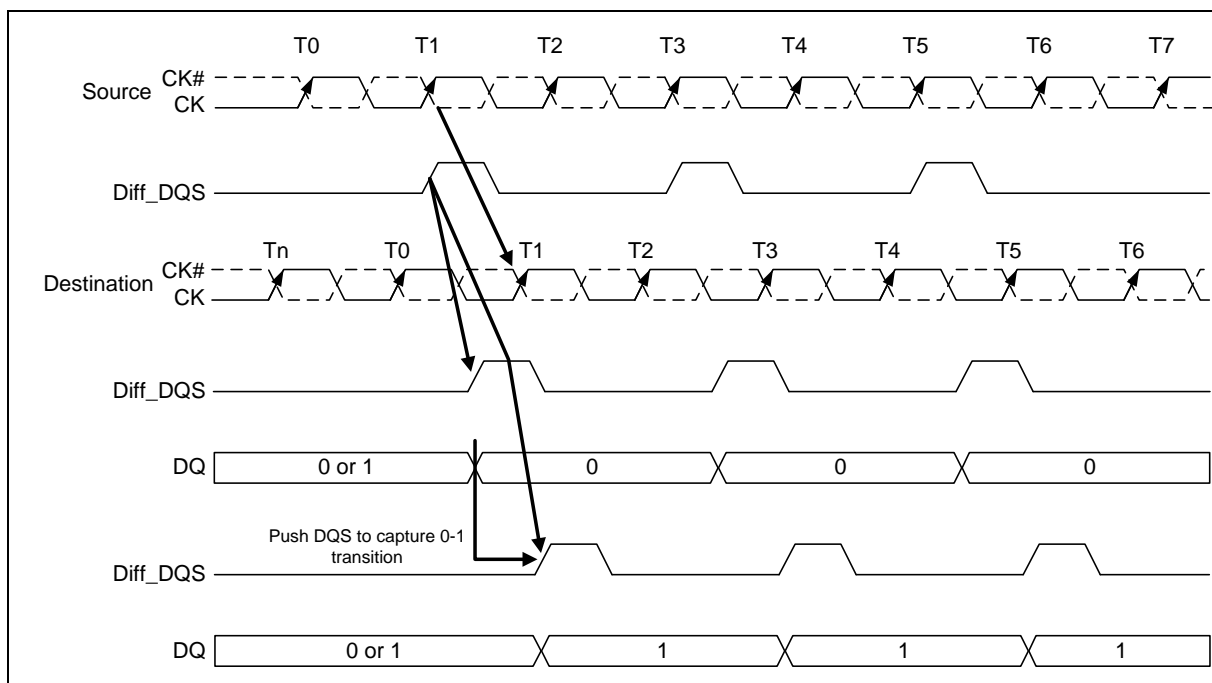 T0 T1 T2 T3 T4 T5 T6 T7
CK#
Source
CK
Diff_DQS
Tn T0 T1 T2 T3 T4 T5 T6
CK#
Destination
CK
Diff_DQS
DQ 0 or 1 0 0 0
Push DQS to capture 0-1
transition
Diff_DQS
DQ 0 or 1 1 1 1